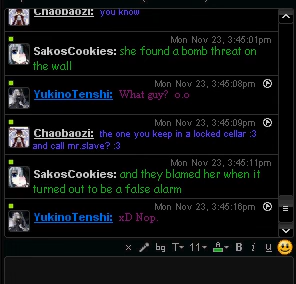 Chaobaozi: you know
Mon Nov 23, 3:45:01pm
SakosCookies: she found a bomb threat on
the wall
Mon Nov 23, 3:45:08pm
YukinoTenshi: What guy? o.o
Mon Nov 23, 3:45:09pm
Chaobaozi: the one you keep in a locked cellar :3
and call mr.slave? :3
Mon Nov 23, 3:45:11pm
SakosCookies: and they blamed her when it
turned out to be a false alarm
Mon Nov 23, 3:45:16pm
YukinoTenshi: xD Nop.
bg T 11 A B i U